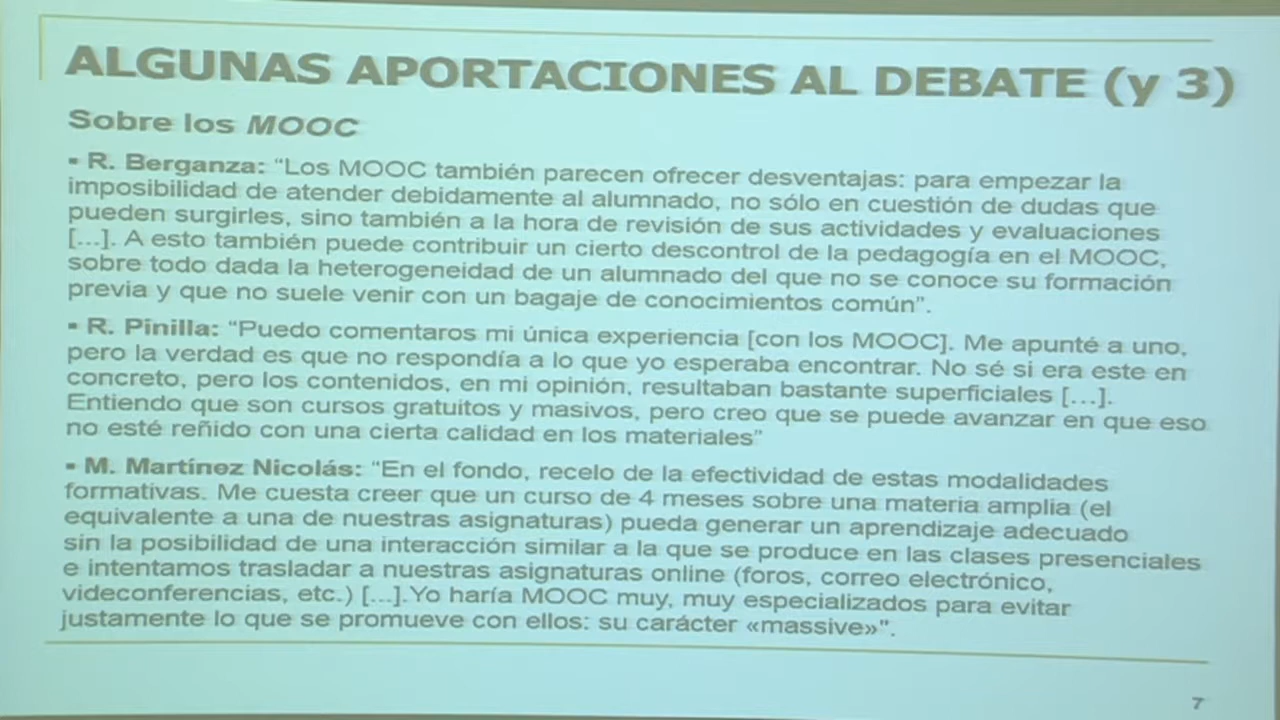 ALGUNAS APORTACIONES AL DEBATE (y 3)
Sobre los MOOC
▪ R. Berganza: “Los MOOC también parecen ofrecer desventajas: para empezar la
imposibilidad de atender debidamente al alumnado, no sólo en cuestión de dudas que
pueden surgirles, sino también a la hora de revisión de sus actividades y evaluaciones
[...]. A esto también puede contribuir un cierto descontrol de la pedagogía en el MOOC,
sobre todo dada la heterogeneidad de un alumnado del que no se conoce su formación
previa y que no suele venir con un bagaje de conocimientos común”.
▪ R. Pinilla: “Puedo comentaros mi única experiencia [con los MOOC]. Me apunté a uno,
pero la verdad es que no respondía a lo que yo esperaba encontrar. No sé si era este en
concreto, pero los contenidos, en mi opinión, resultaban bastante superficiales [...].
Entiendo que son cursos gratuitos y masivos, pero creo que se puede avanzar en que eso
no esté reñido con una cierta calidad en los materiales”
▪ M. Martínez Nicolás: “En el fondo, recelo de la efectividad de estas modalidades
formativas. Me cuesta creer que un curso de 4 meses sobre una materia amplia (el
equivalente a una de nuestras asignaturas) pueda generar un aprendizaje adecuado
sin la posibilidad de una interacción similar a la que se produce en las clases presenciales
e intentamos trasladar a nuestras asignaturas online (foros, correo electrónico,
videconferencias, etc.) [...].Yo haría MOOC muy, muy especializados para evitar
justamente lo que se promueve con ellos: su carácter «massive»".
7